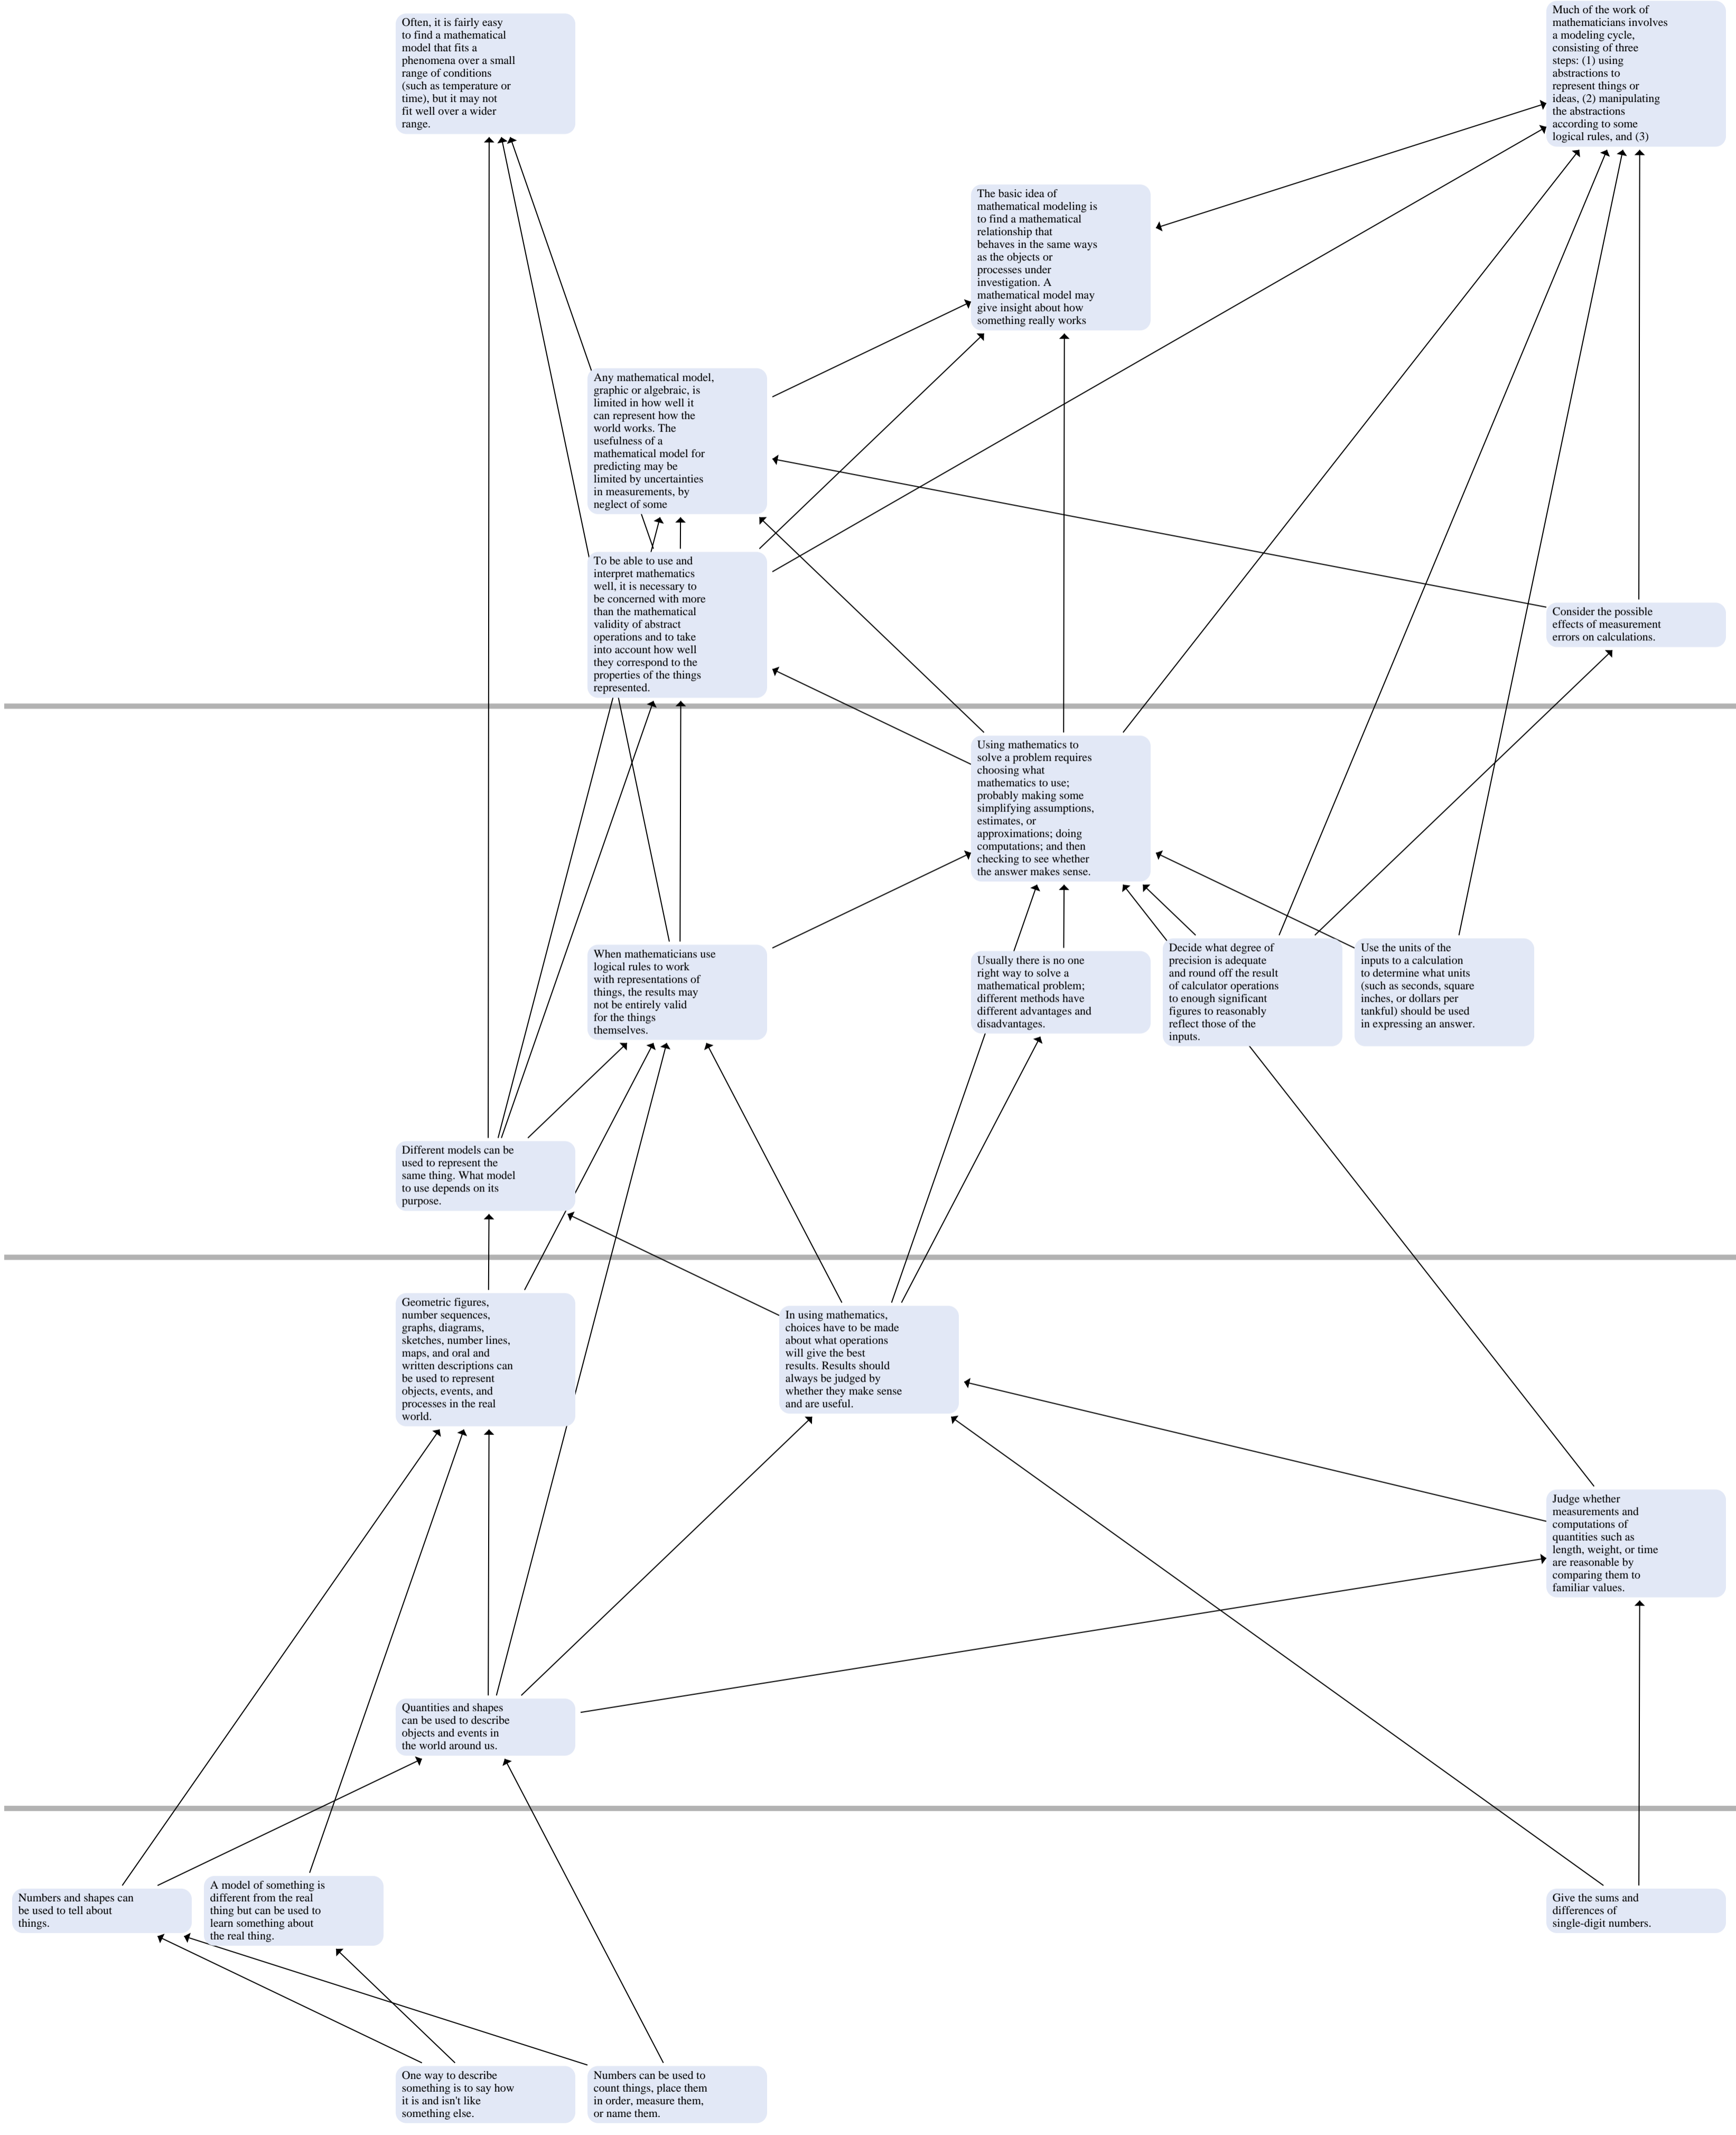 Often, it is fairly easy
to find a mathematical
model that fits a
phenomena over a small
range of conditions
(such as temperature or
time), but it may not
fit well over a wider
range.
Much of the work of
mathematicians involves
a modeling cycle,
consisting of three
steps: (1) using
abstractions to
represent things or
ideas, (2) manipulating
the abstractions
according to some
logical rules, and (3)
The basic idea of
mathematical modeling is
to find a mathematical
relationship that
behaves in the same ways
as the objects or
processes under
investigation. A
mathematical model may
give insight about how
something really works
Any mathematical model,
graphic or algebraic, is
limited in how well it
can represent how the
world works. The
usefulness of a
mathematical model for
predicting may be
limited by uncertainties
in measurements, by
neglect of some
To be able to use and
interpret mathematics
well, it is necessary to
be concerned with more
than the mathematical
validity of abstract
operations and to take
into account how well
they correspond to the
properties of the things
represented.
Consider the possible
effects of measurement
errors on calculations.
Using mathematics to
solve a problem requires
choosing what
mathematics to use;
probably making some
simplifying assumptions,
estimates, or
approximations; doing
computations; and then
checking to see whether
the answer makes sense.
When mathematicians use
logical rules to work
with representations of
things, the results may
not be entirely valid
for the things
themselves.
Usually there is no one
right way to solve a
mathematical problem;
different methods have
different advantages and
disadvantages.
Decide what degree of
precision is adequate
and round off the result
of calculator operations
to enough significant
figures to reasonably
reflect those of the
inputs.
Use the units of the
inputs to a calculation
to determine what units
(such as seconds, square
inches, or dollars per
tankful) should be used
in expressing an answer.
Different models can be
used to represent the
same thing. What model
to use depends on its
purpose.
Geometric figures,
number sequences,
graphs, diagrams,
sketches, number lines,
maps, and oral and
written descriptions can
be used to represent
objects, events, and
processes in the real
world.
In using mathematics,
choices have to be made
about what operations
will give the best
results. Results should
always be judged by
whether they make sense
and are useful.
Judge whether
measurements and
computations of
quantities such as
length, weight, or time
are reasonable by
comparing them to
familiar values.
Quantities and shapes
can be used to describe
objects and events in
the world around us.
Numbers and shapes can
be used to tell about
things.
A model of something is
different from the real
thing but can be used to
learn something about
the real thing.
Give the sums and
differences of
single-digit numbers.
One way to describe
something is to say how
it is and isn't like
something else.
Numbers can be used to
count things, place them
in order, measure them,
or name them.